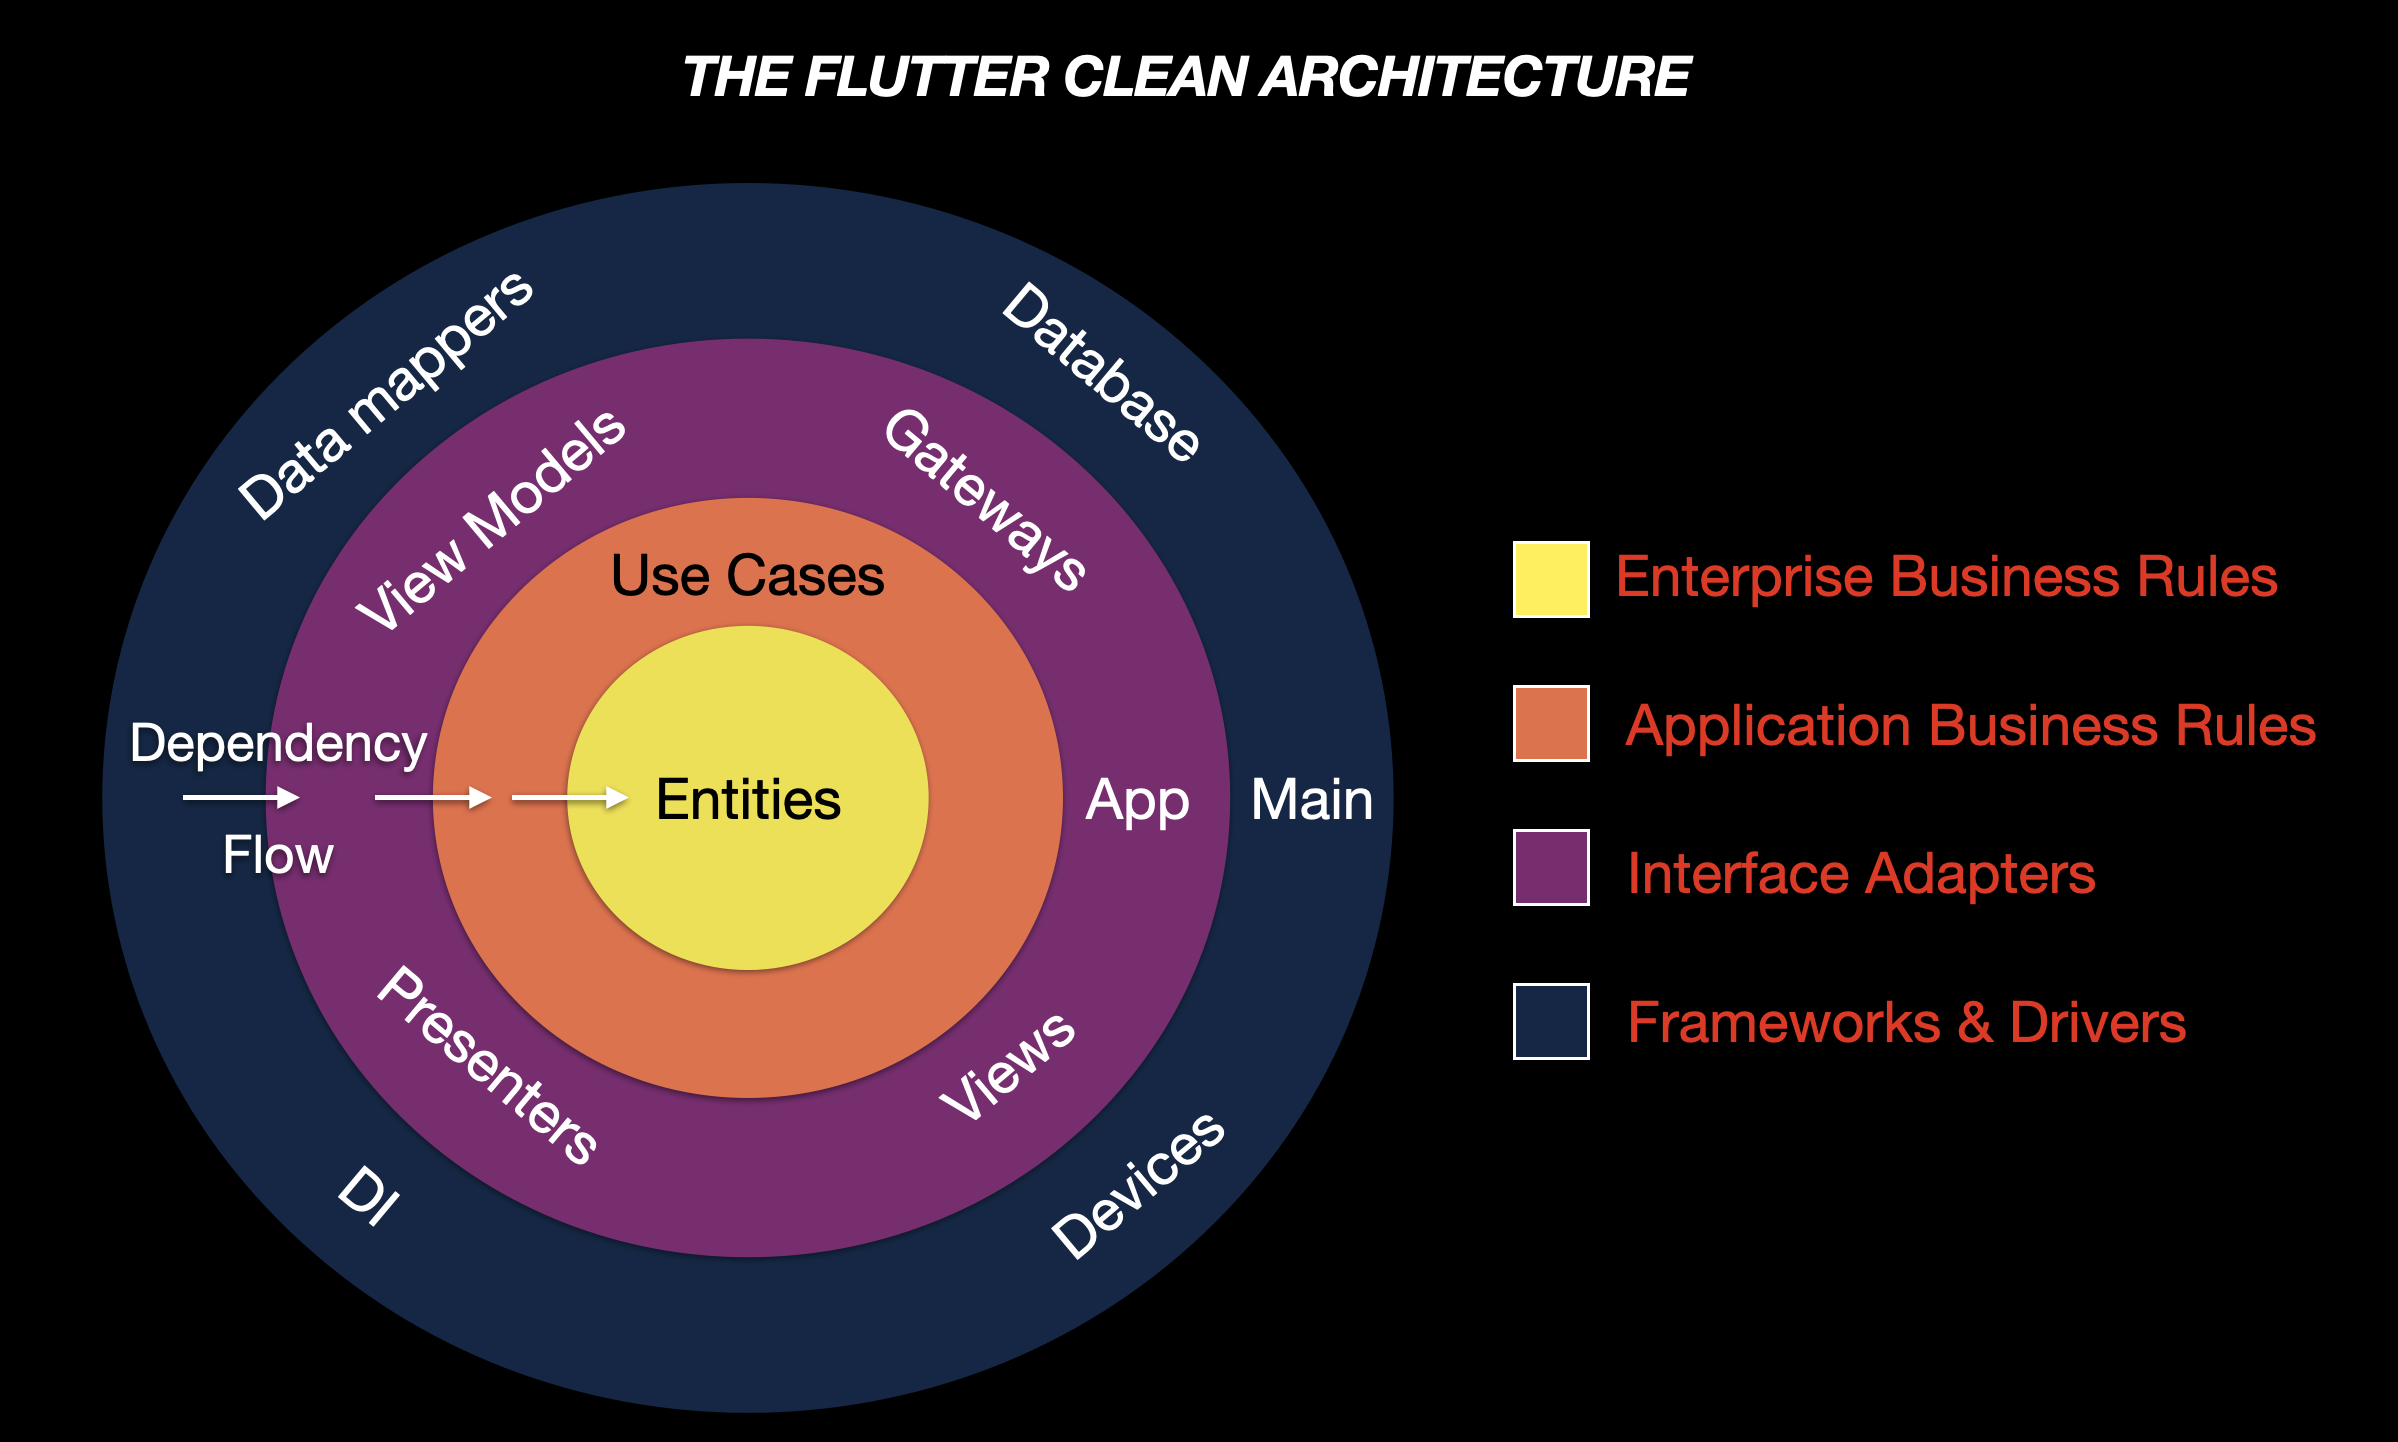 THE FLUTTER CLEAN ARCHITECTURE
Data mappers
Database
View Models
Gateways
Use Cases
Dependency
Flow
Entities
App
Main
Presenters
Views
DI
Devices
Enterprise Business Rules
Application Business Rules
Interface Adapters
Frameworks & Drivers